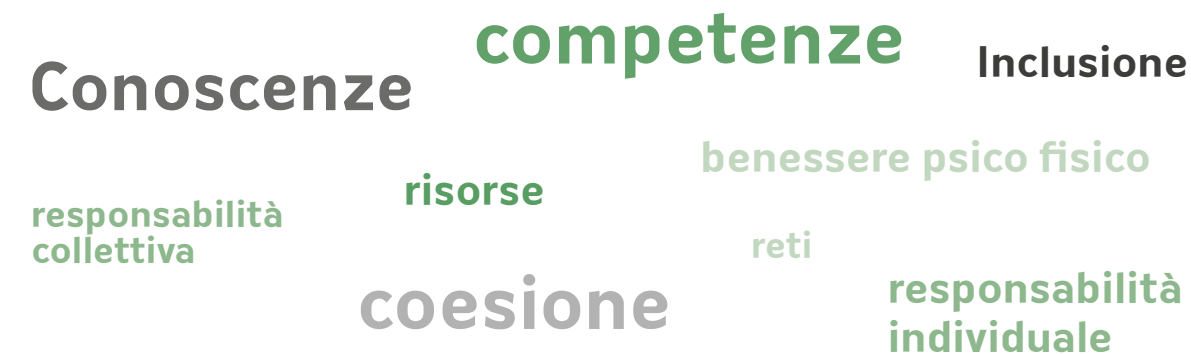 competenze
Inclusione
Conoscenze
benessere psico fisico
risorse
responsabilità
collettiva
reti
coesione
responsabilità
individuale